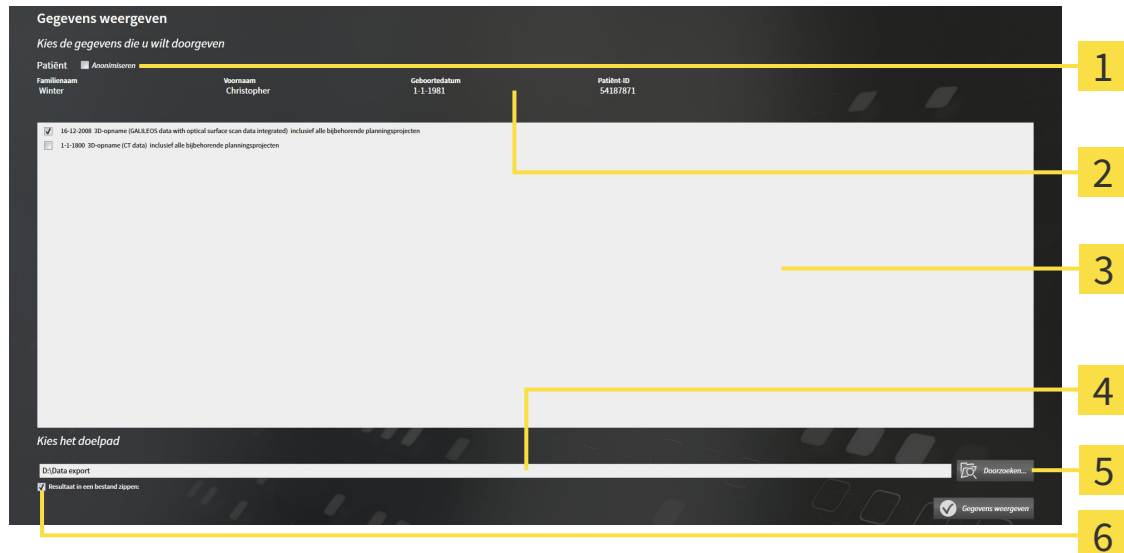 Gegevens weergeven
Kies de gegevens die u wilt doorgeven
Patiënt Anonimiseren
Familienaam Voornaam Geboortedatum Patiënt-ID
Winter Christopher 1-1-1981 54187871
16-12-2008 3D-opname (GALILEOS data with optical surface scan data integrated) inclusief alle bijbehorende planningsprojecten
1-1-1800 3D-opname (CT data) inclusief alle bijbehorende planningsprojecten
Kies het doelpad
D:\Data export
Doorzoeken...
Resultaat in een bestand zippen:
Gegevens weergeven
1
2
3
4
5
6